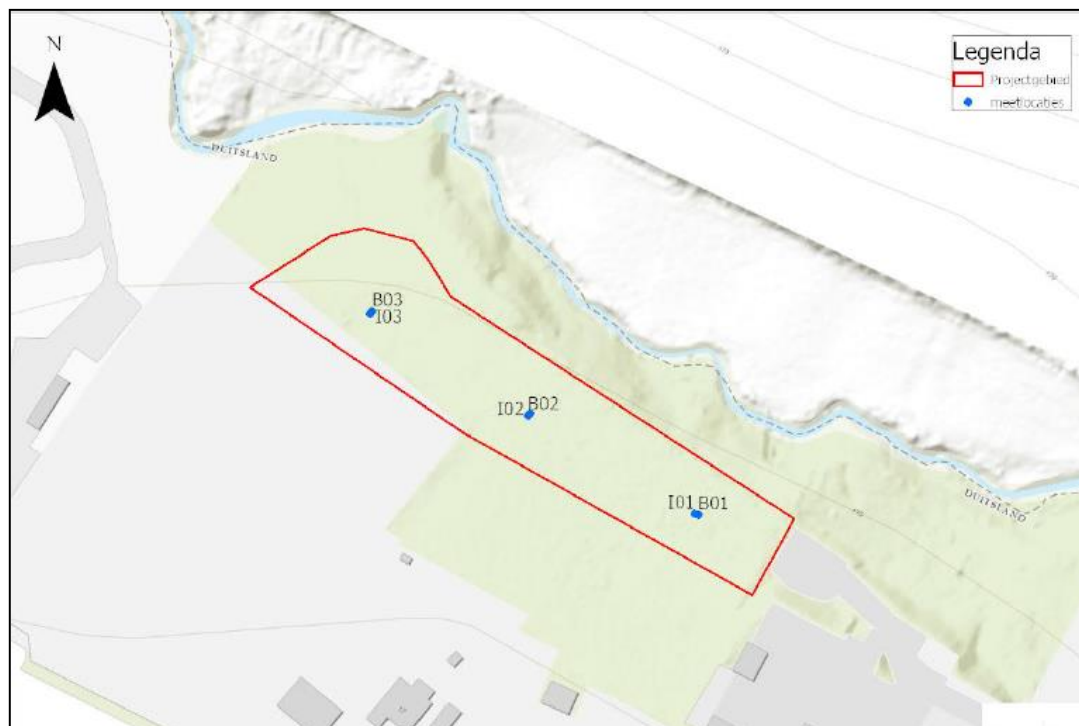 N
Legenda
Projectgebied
meetlocaties
DUITSLAND
B03
I03
I02 B02
I01 B01
DUITSLAND